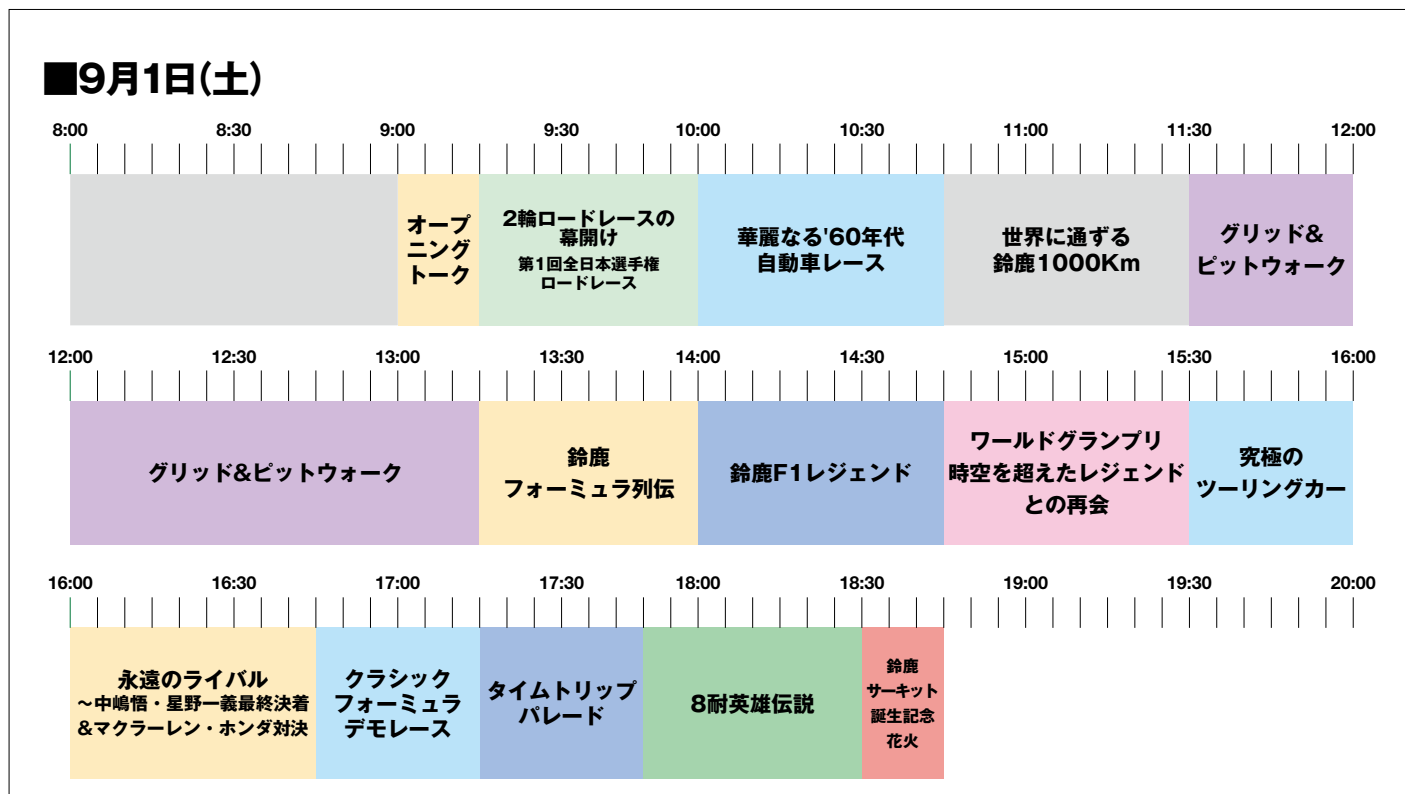 ■9月1日(土)
8:00 8:30 9:00 9:30 10:00 10:30 11:00 11:30 12:00
オープ
ニング
トーク
2輪ロードレースの
幕開け
第1回全日本選手権
ロードレース
華麗なる'60年代
自動車レース
世界に通ずる
鈴鹿1000Km
グリッド&
ピットウォーク
12:00 12:30 13:00 13:30 14:00 14:30 15:00 15:30 16:00
グリッド&ピットウォーク
鈴鹿
フォーミュラ列伝
鈴鹿F1レジェンド
ワールドグランプリ
時空を超えたレジェンド
との再会
究極の
ツーリングカー
16:00 16:30 17:00 17:30 18:00 18:30 19:00 19:30 20:00
永遠のライバル
～中嶋悟・星野一義最終決着
&マクラーレン・ホンダ対決
クラシック
フォーミュラ
デモレース
タイムトリップ
パレード
8耐英雄伝説
鈴鹿
サーキット
誕生記念
花火